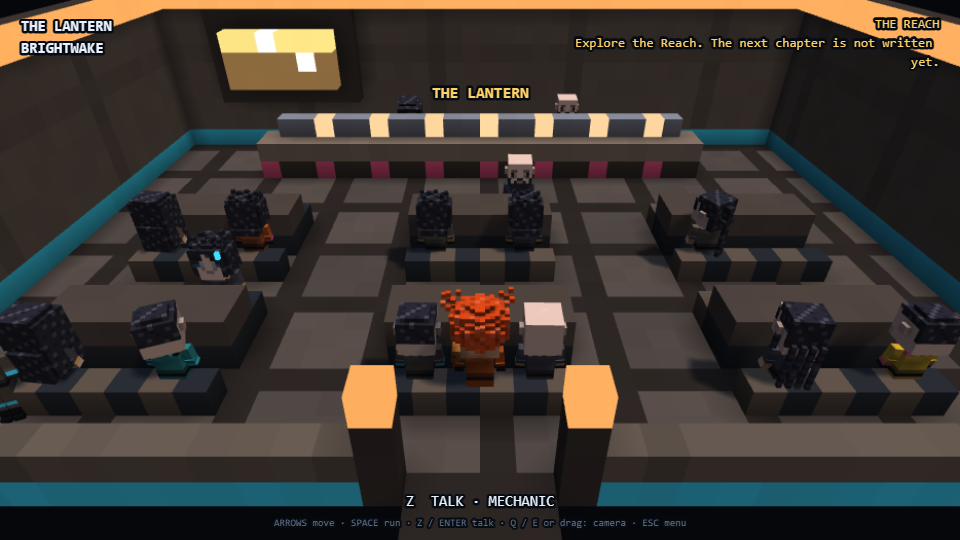 THE LANTERN
BRIGHTWAKE
THE REACH
Explore the Reach. The next chapter is not written
yet.
THE LANTERN
Z TALK · MECHANIC
ARROWS move · SPACE run · Z / ENTER talk · Q / E or drag: camera · ESC menu